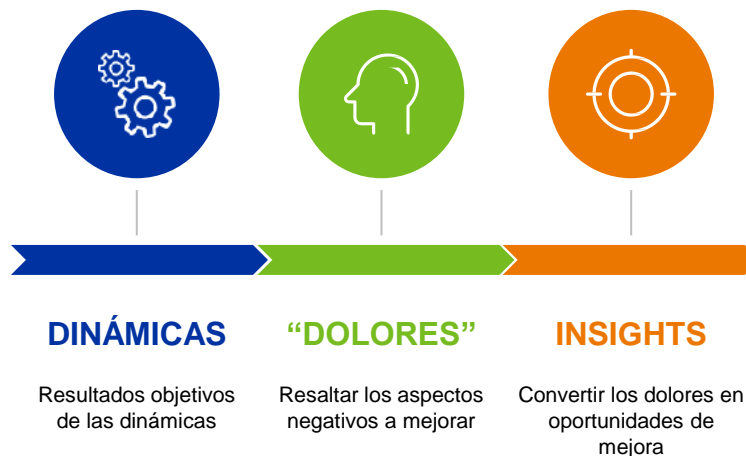 DINÁMICAS
Resultados objetivos
de las dinámicas
“DOLORES”
Resaltar los aspectos
negativos a mejorar
INSIGHTS
Convertir los dolores en
oportunidades de
mejora